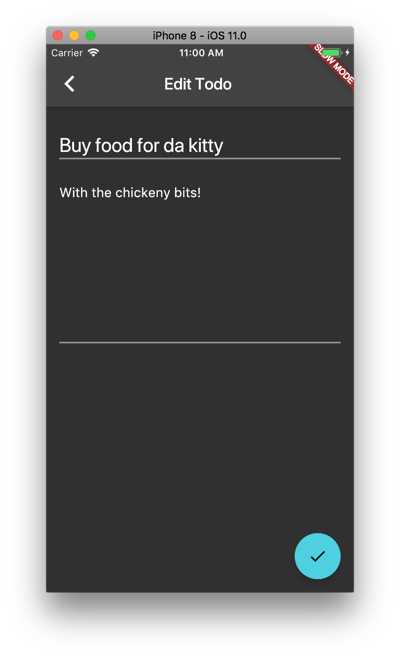 iPhone 8 - iOS 11.0
Carrier 11:00 AM
SLOW MODE
Edit Todo
Buy food for da kitty
With the chickeny bits!